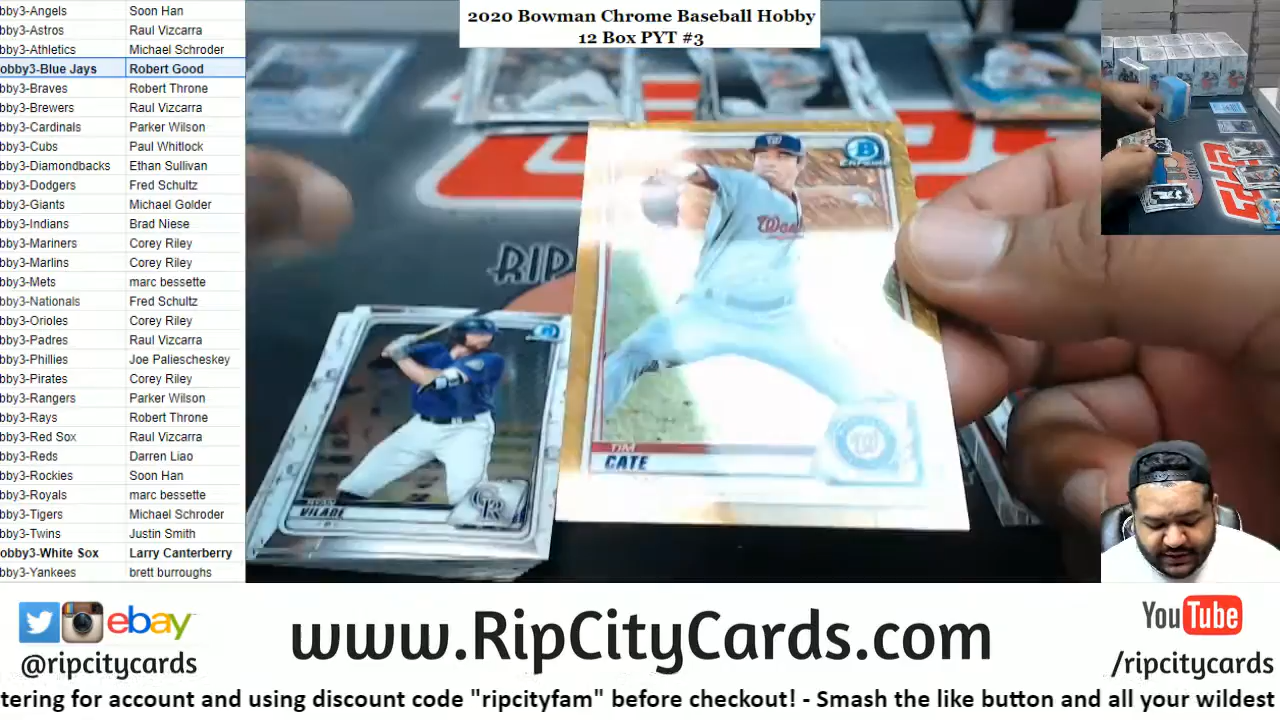 2020 Bowman Chrome Baseball Hobby
12 Box PYT #3
bby3-Angels Soon Han
bby3-Astros Raul Vizcarra
bby3-Athletics Michael Schroder
obby3-Blue Jays Robert Good
bby3-Braves Robert Throne
bby3-Brewers Raul Vizcarra
bby3-Cardinals Parker Wilson
bby3-Cubs Paul Whitlock
bby3-Diamondbacks Ethan Sullivan
bby3-Dodgers Fred Schultz
bby3-Giants Michael Golder
bby3-Indians Brad Niese
bby3-Mariners Corey Riley
bby3-Marlins Corey Riley
bby3-Mets marc bessette
bby3-Nationals Fred Schultz
bby3-Orioles Corey Riley
bby3-Padres Raul Vizcarra
bby3-Phillies Joe Paliescheskey
bby3-Pirates Corey Riley
bby3-Rangers Parker Wilson
bby3-Rays Robert Throne
bby3-Red Sox Raul Vizcarra
bby3-Reds Darren Liao
bby3-Rockies Soon Han
bby3-Royals marc bessette
bby3-Tigers Michael Schroder
bby3-Twins Justin Smith
obby3-White Sox Larry Canterberry
bby3-Yankees brett burroughs
RIP
B
CHROME
W
TIM
CATE
VILADE
CR
ebay
@ripcitycards
www.RipCityCards.com
YouTube
/ripcitycards
tering for account and using discount code "ripcityfam" before checkout! - Smash the like button and all your wildest